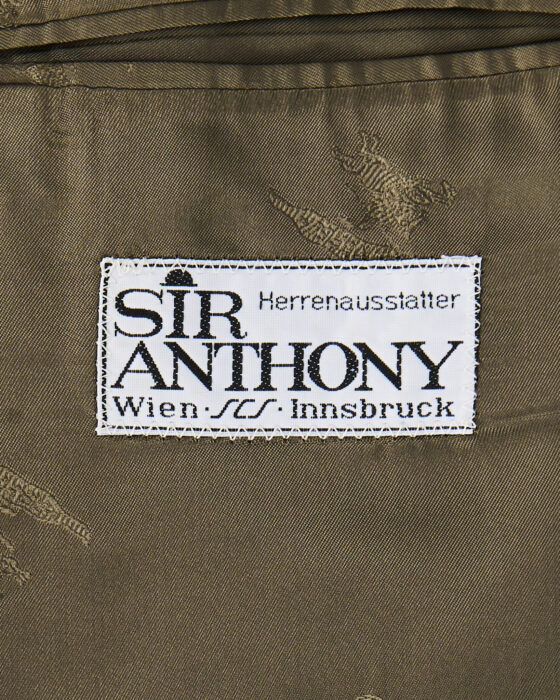 SIR Herrenausstatter
ANTHONY
Wien · SCS · Innsbruck